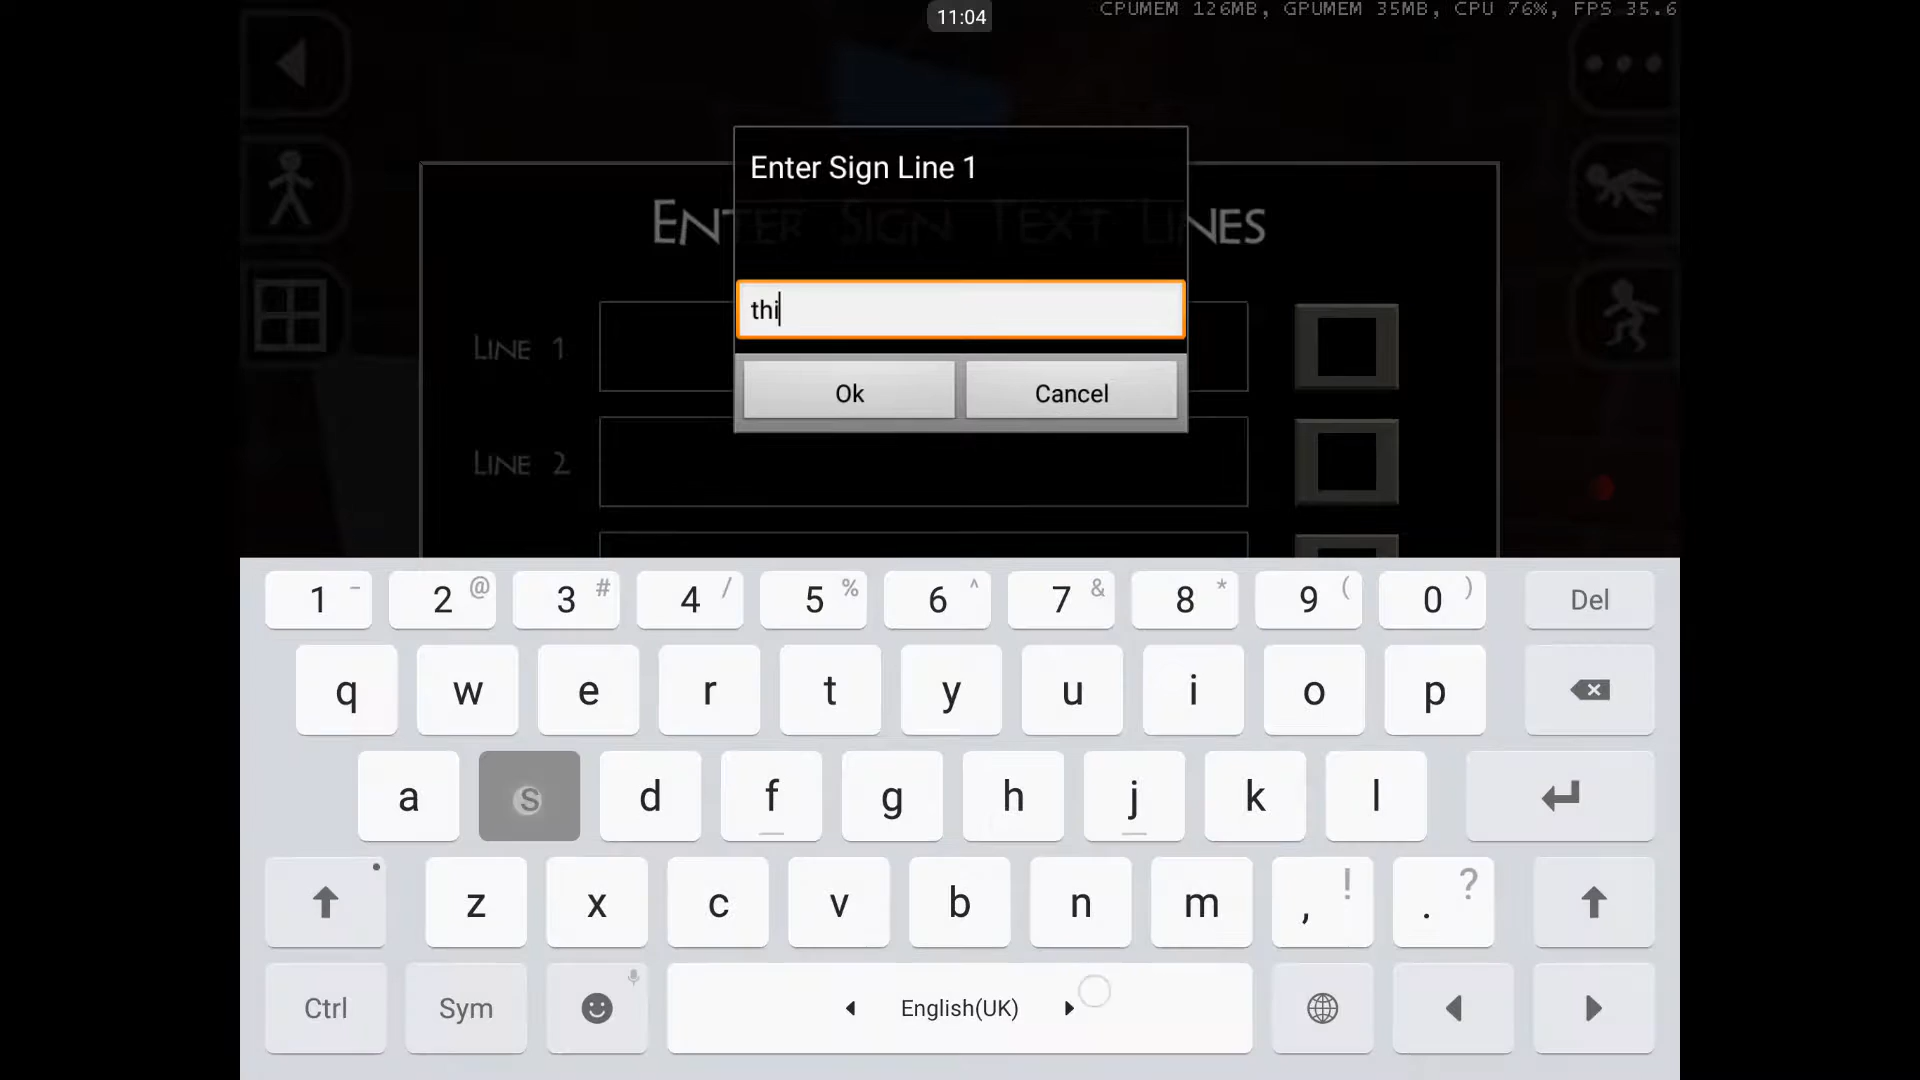 11:04
CPUMEM 126MB, GPUMEM 35MB, CPU 76%, FPS 35.6
Enter Sign Line 1
ENTER SIGN TEXT LINES
thi
LINE 1
Ok Cancel
LINE 2
1 - 2 @ 3 # 4 / 5 % 6 ^ 7 & 8 * 9 ( 0 ) Del
q w e r t y u i o p
a s d f g h j k l
z x c v b n m , ! . ?
Ctrl Sym English(UK)